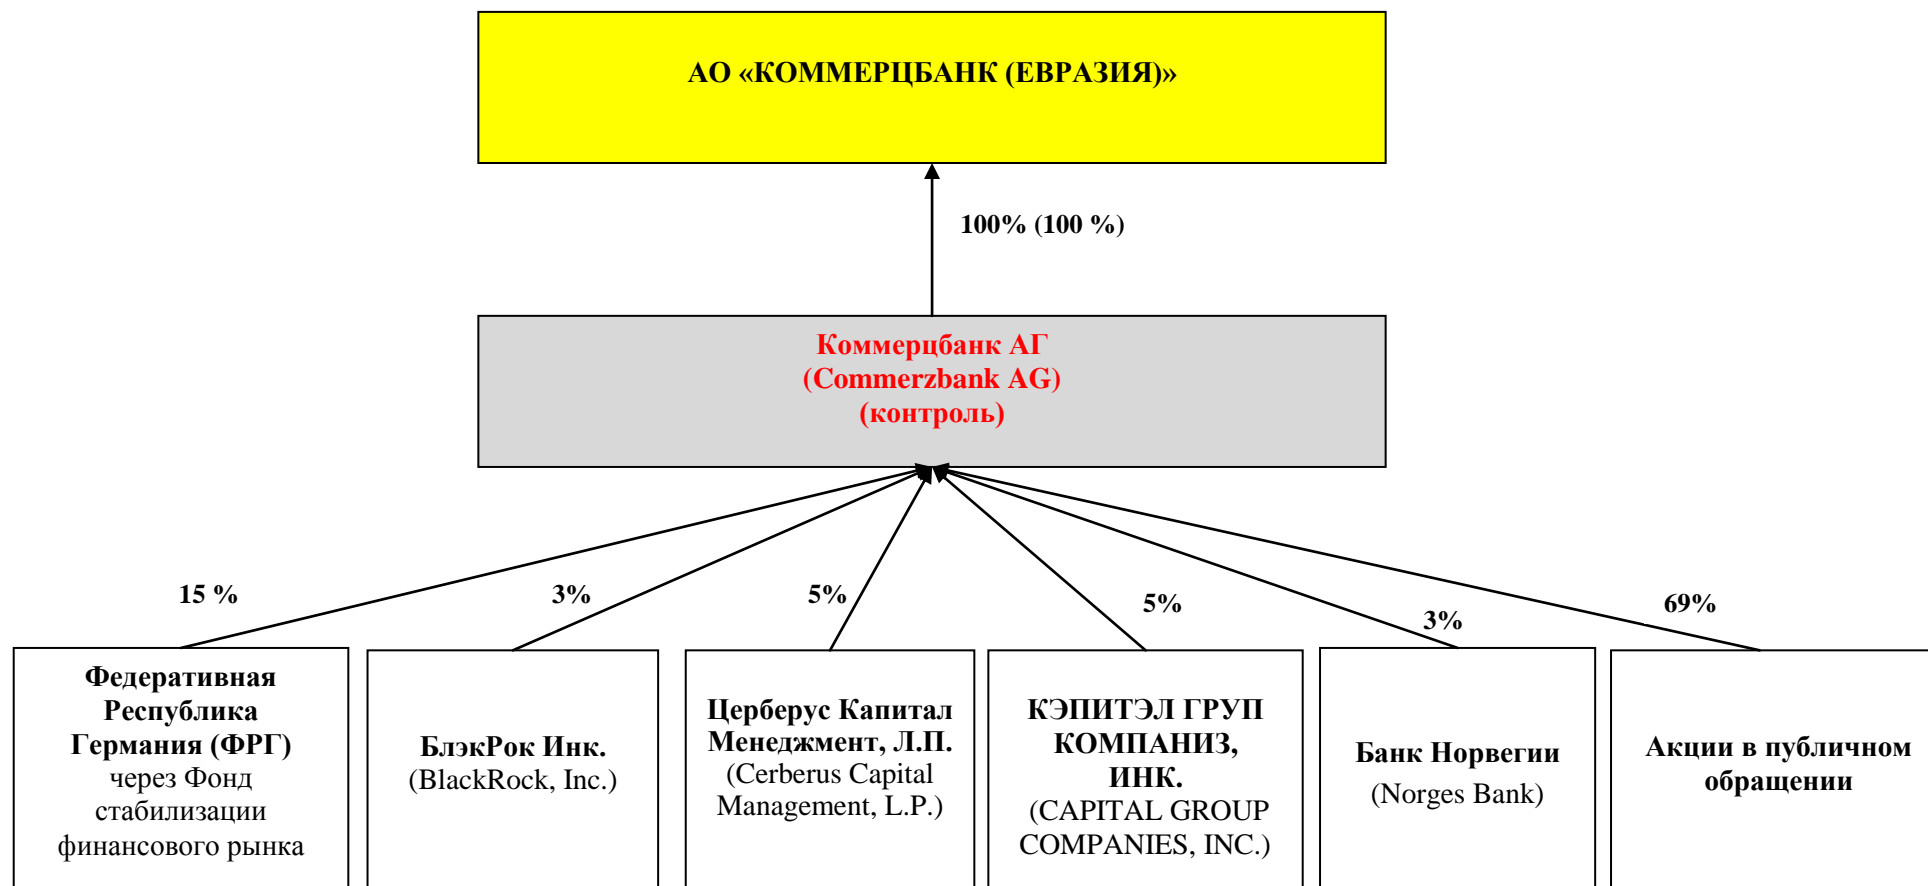 АО «КОММЕРЦБАНК (ЕВРАЗИЯ)»
100% (100 %)
Коммерцбанк АГ
(Commerzbank AG)
(контроль)
15 %
3%
5%
5%
3%
69%
Федеративная
Республика
Германия (ФРГ)
через Фонд
стабилизации
финансового рынка
БлэкРок Инк.
(BlackRock, Inc.)
Церберус Капитал
Менеджмент, Л.П.
(Cerberus Capital
Management, L.P.)
КЭПИТЭЛ ГРУП
КОМПАНИЗ,
ИНК.
(CAPITAL GROUP
COMPANIES, INC.)
Банк Норвегии
(Norges Bank)
Акции в публичном
обращении